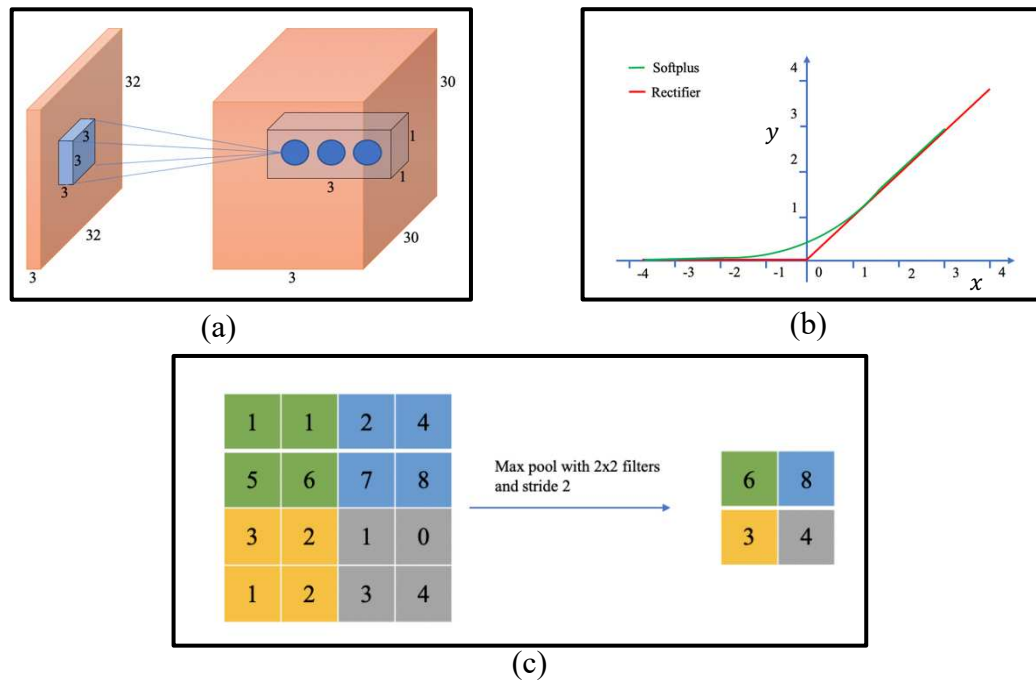 32
3
3
3
32
3
30
1
1
3
30
3
(a)
Softplus
Rectifier
4
3
y
2
1
-4 -3 -2 -1 0 1 2 3 4
x
(b)
1 1 2 4
5 6 7 8
3 2 1 0
1 2 3 4
Max pool with 2x2 filters
and stride 2
6 8
3 4
(c)